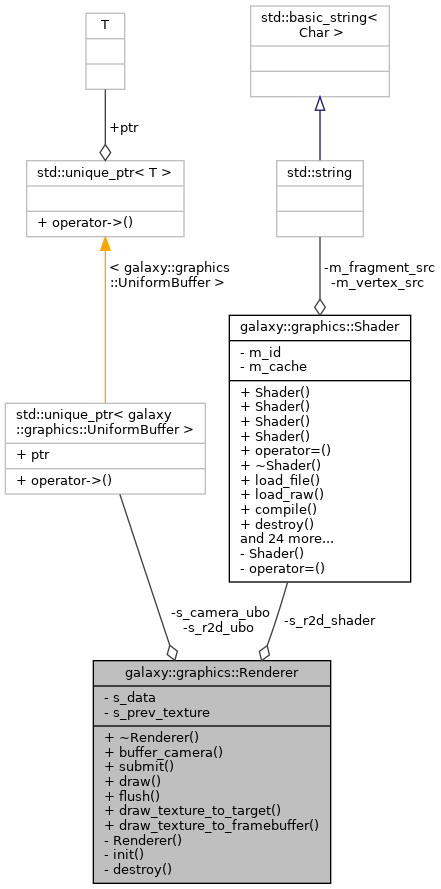 T
std::basic_string<
Char >
+ptr
std::unique_ptr< T >
+ operator->()
std::string
< galaxy::graphics
::UniformBuffer >
-m_fragment_src
-m_vertex_src
galaxy::graphics::Shader
- m_id
- m_cache
+ Shader()
+ Shader()
+ Shader()
+ Shader()
+ operator=()
+ ~Shader()
+ load_file()
+ load_raw()
+ compile()
+ destroy()
and 24 more...
- Shader()
- operator=()
std::unique_ptr< galaxy
::graphics::UniformBuffer >
+ ptr
+ operator->()
-s_camera_ubo
-s_r2d_ubo
-s_r2d_shader
galaxy::graphics::Renderer
- s_data
- s_prev_texture
+ ~Renderer()
+ buffer_camera()
+ submit()
+ draw()
+ flush()
+ draw_texture_to_target()
+ draw_texture_to_framebuffer()
- Renderer()
- init()
- destroy()